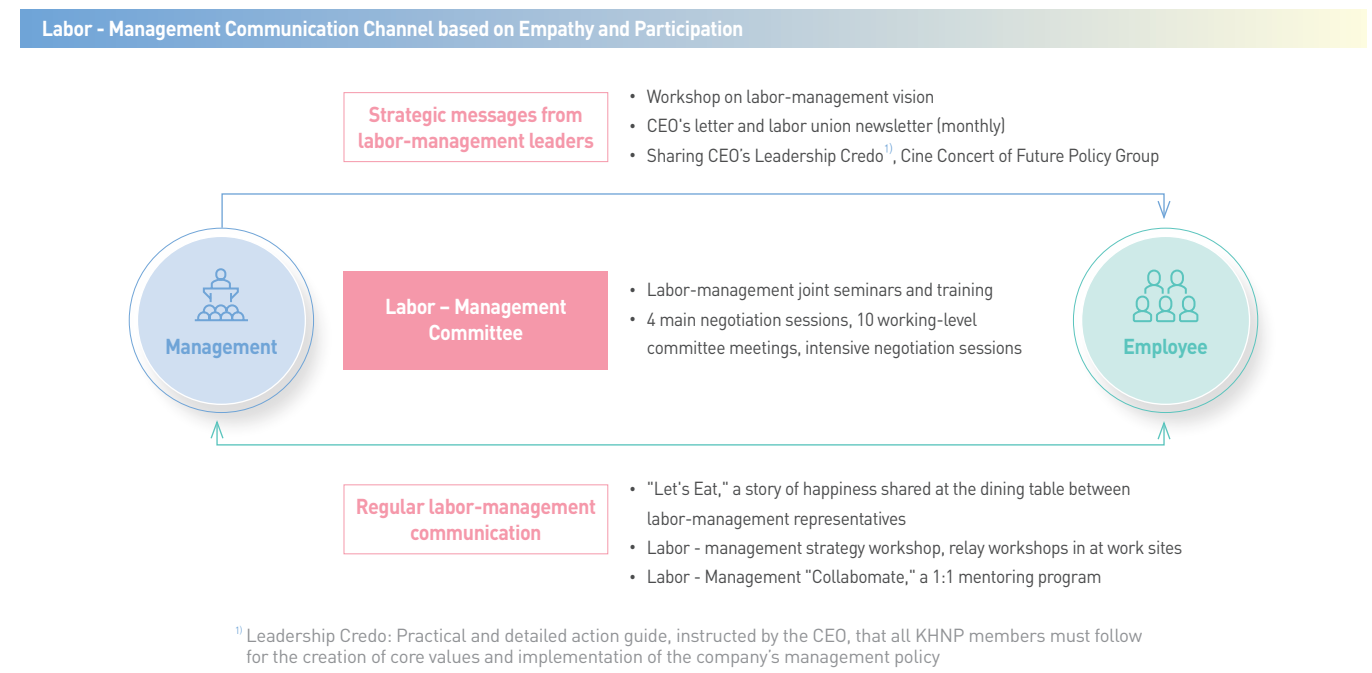 Labor - Management Communication Channel based on Empathy and Participation
Strategic messages from
labor-management leaders
• Workshop on labor-management vision
• CEO's letter and labor union newsletter (monthly)
• Sharing CEO's Leadership Credo1), Cine Concert of Future Policy Group
Management
Labor – Management
Committee
• Labor-management joint seminars and training
• 4 main negotiation sessions, 10 working-level
committee meetings, intensive negotiation sessions
Employee
Regular labor-management
communication
• "Let's Eat," a story of happiness shared at the dining table between
labor-management representatives
• Labor - management strategy workshop, relay workshops in at work sites
• Labor - Management "Collabomate," a 1:1 mentoring program
1) Leadership Credo: Practical and detailed action guide, instructed by the CEO, that all KHNP members must follow
for the creation of core values and implementation of the company's management policy